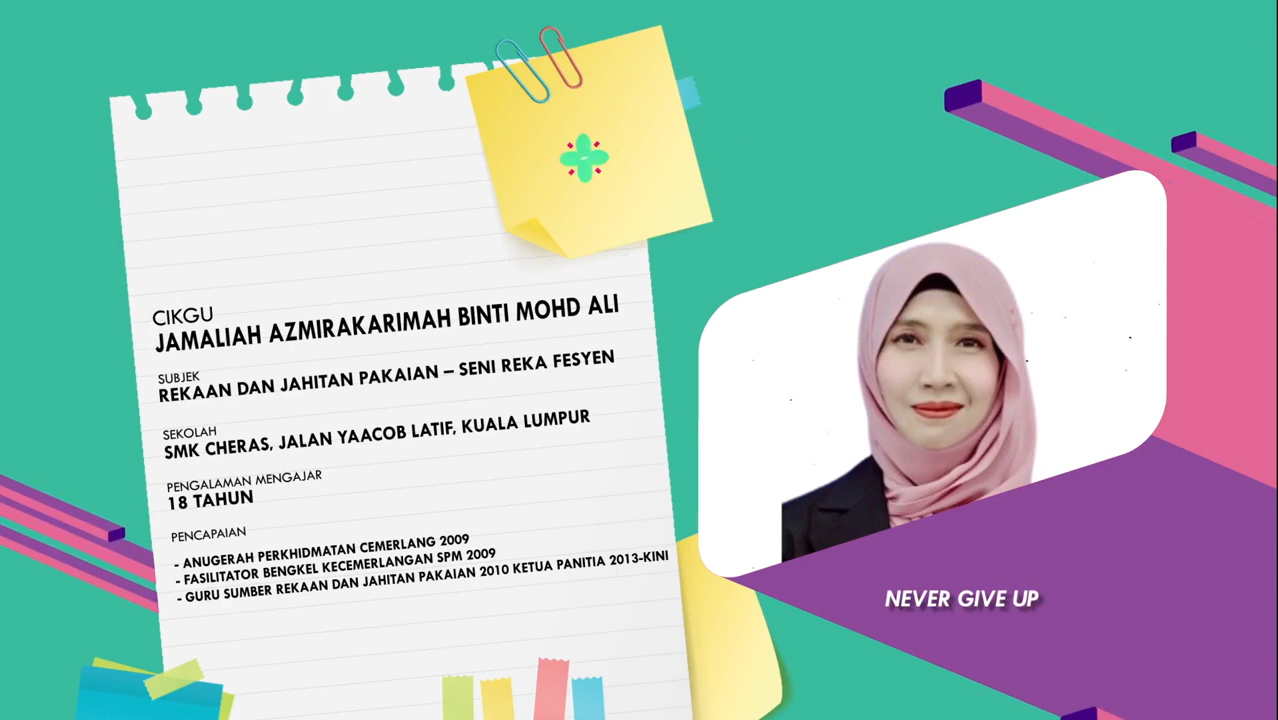 CIKGU
JAMALIAH AZMIRAKARIMAH BINTI MOHD ALI
SUBJEK
REKAAN DAN JAHITAN PAKAIAN – SENI REKA FESYEN
SEKOLAH
SMK CHERAS, JALAN YAACOB LATIF, KUALA LUMPUR
PENGALAMAN MENGAJAR
18 TAHUN
PENCAPAIAN
- ANUGERAH PERKHIDMATAN CEMERLANG 2009
- FASILITATOR BENGKEL KECEMERLANGAN SPM 2009
- GURU SUMBER REKAAN DAN JAHITAN PAKAIAN 2010 KETUA PANITIA 2013-KINI
NEVER GIVE UP